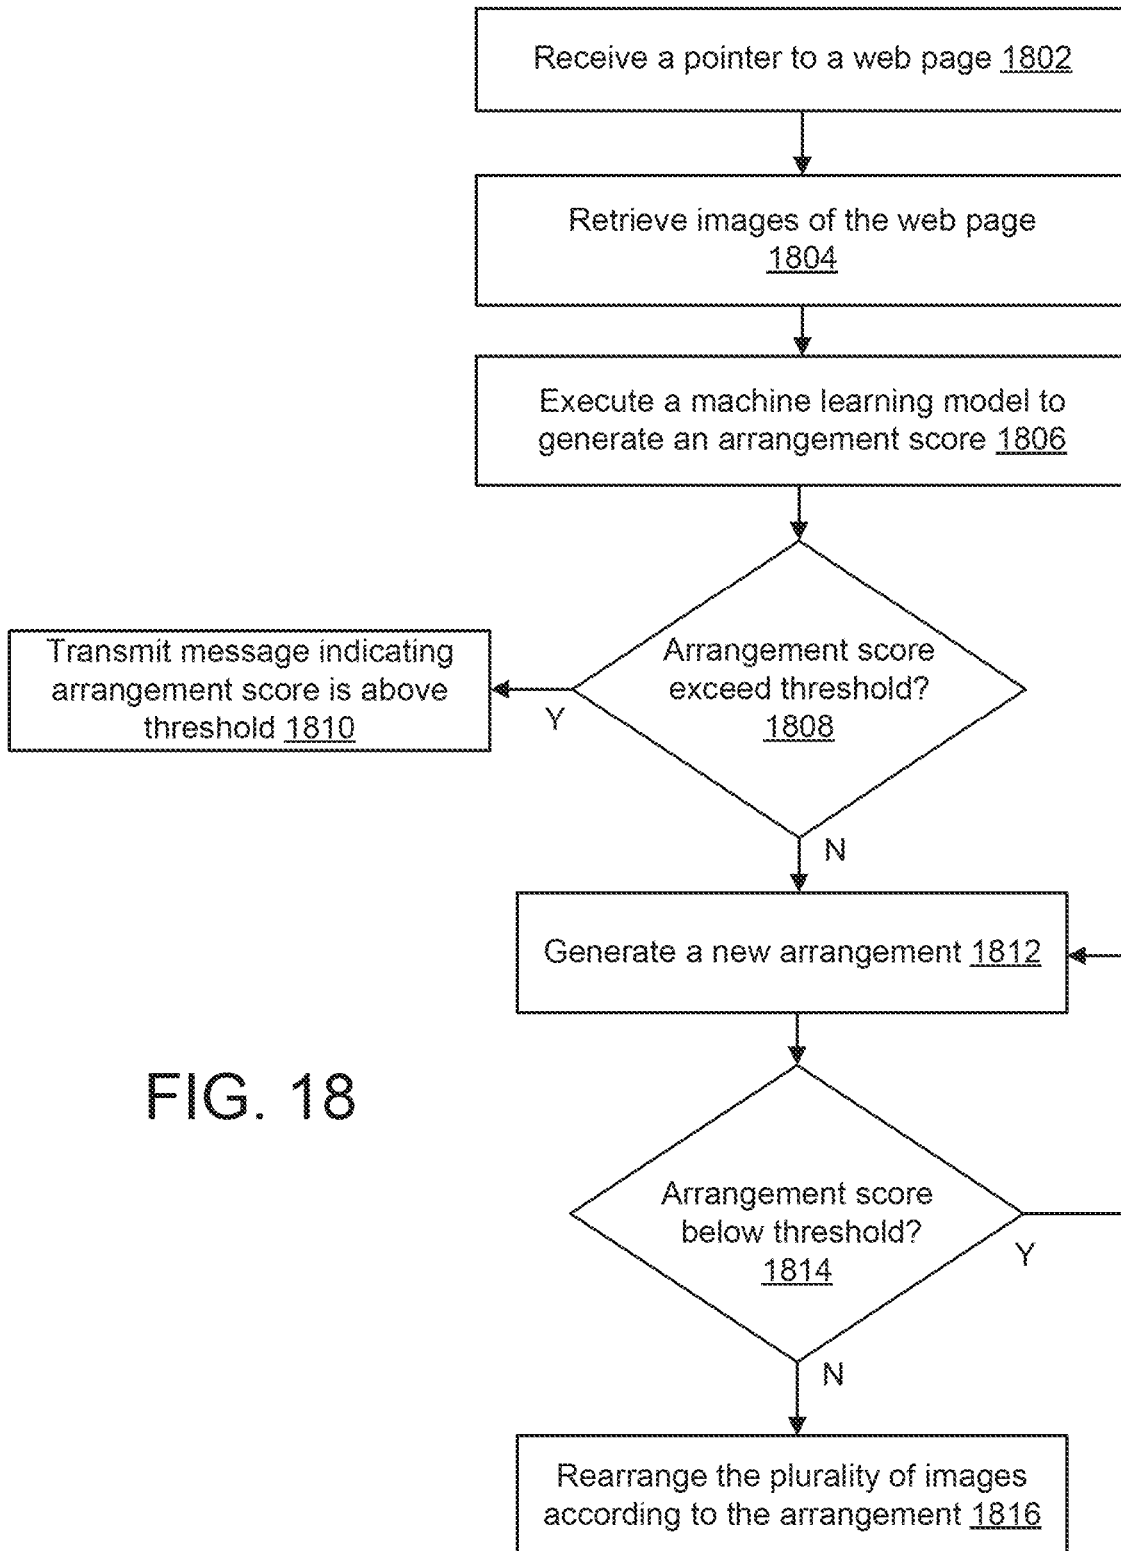 Receive a pointer to a web page 1802
Retrieve images of the web page
1804
Execute a machine learning model to
generate an arrangement score 1806
Arrangement score
exceed threshold?
1808
Y
Transmit message indicating
arrangement score is above
threshold 1810
N
Generate a new arrangement 1812
FIG. 18
Arrangement score
below threshold?
1814
Y
N
Rearrange the plurality of images
according to the arrangement 1816